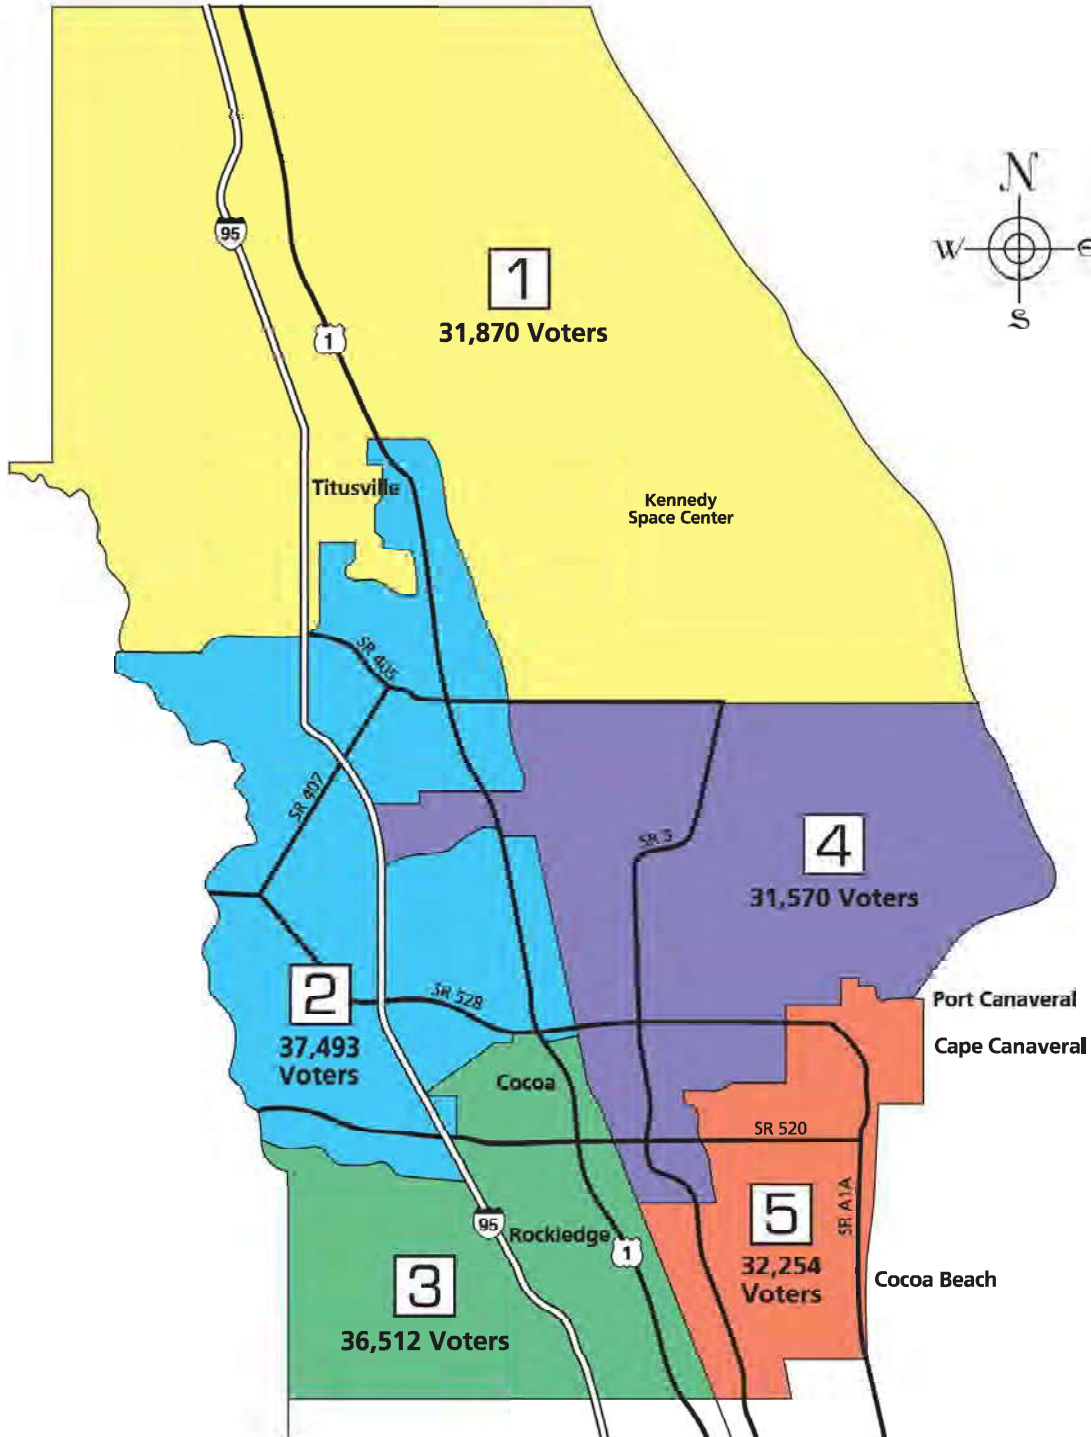 N
W
e
S
95
1
31,870 Voters
1
Titusville
Kennedy
Space Center
SR 405
SR 407
SR 3
4
31,570 Voters
2
37,493
Voters
SR 528
Port Canaveral
Cape Canaveral
Cocoa
SR 520
5
32,254
Voters
SR A1A
95
Rockledge
1
Cocoa Beach
3
36,512 Voters